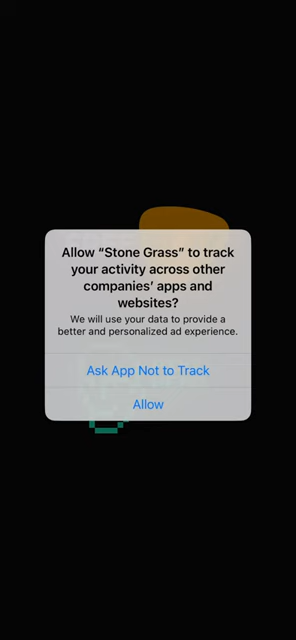 Allow “Stone Grass” to track
your activity across other
companies’ apps and
websites?
We will use your data to provide a
better and personalized ad experience.
Ask App Not to Track
Allow